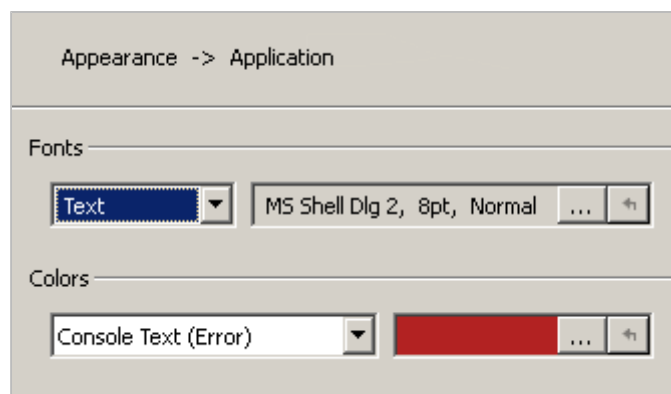 Appearance -> Application
Fonts
Text MS Shell Dlg 2, 8pt, Normal ...
Colors
Console Text (Error) ...